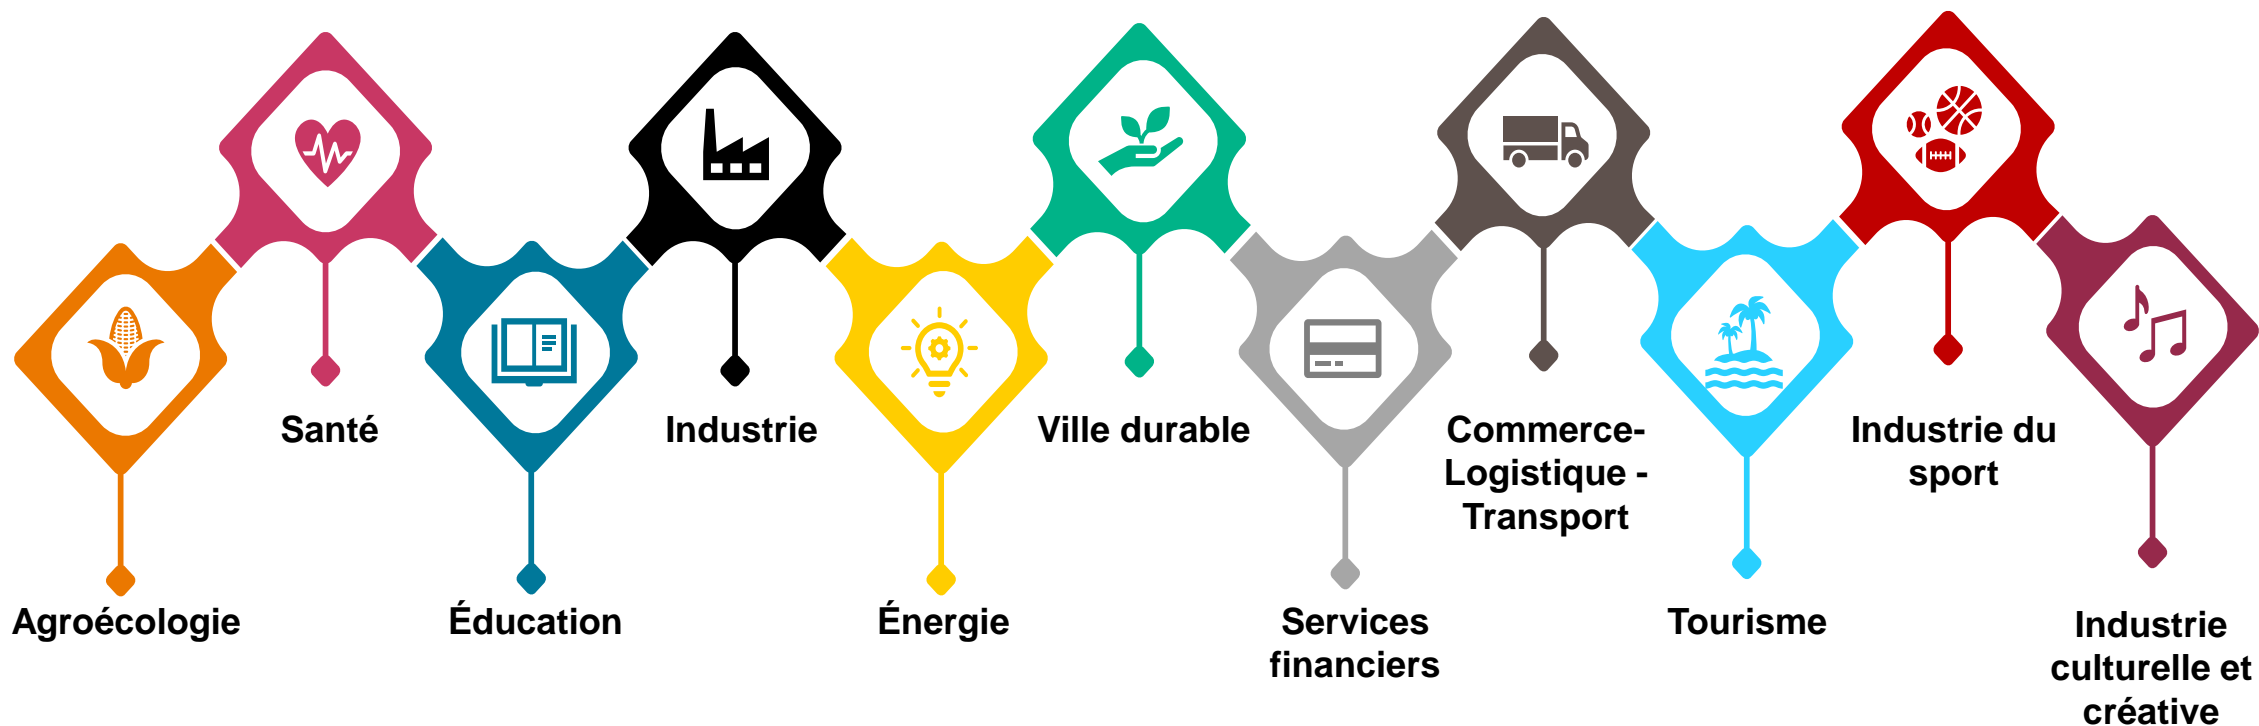 Agroécologie
Santé
Éducation
Industrie
Énergie
Ville durable
Services
financiers
Commerce-
Logistique -
Transport
Tourisme
Industrie du
sport
Industrie
culturelle et
créative